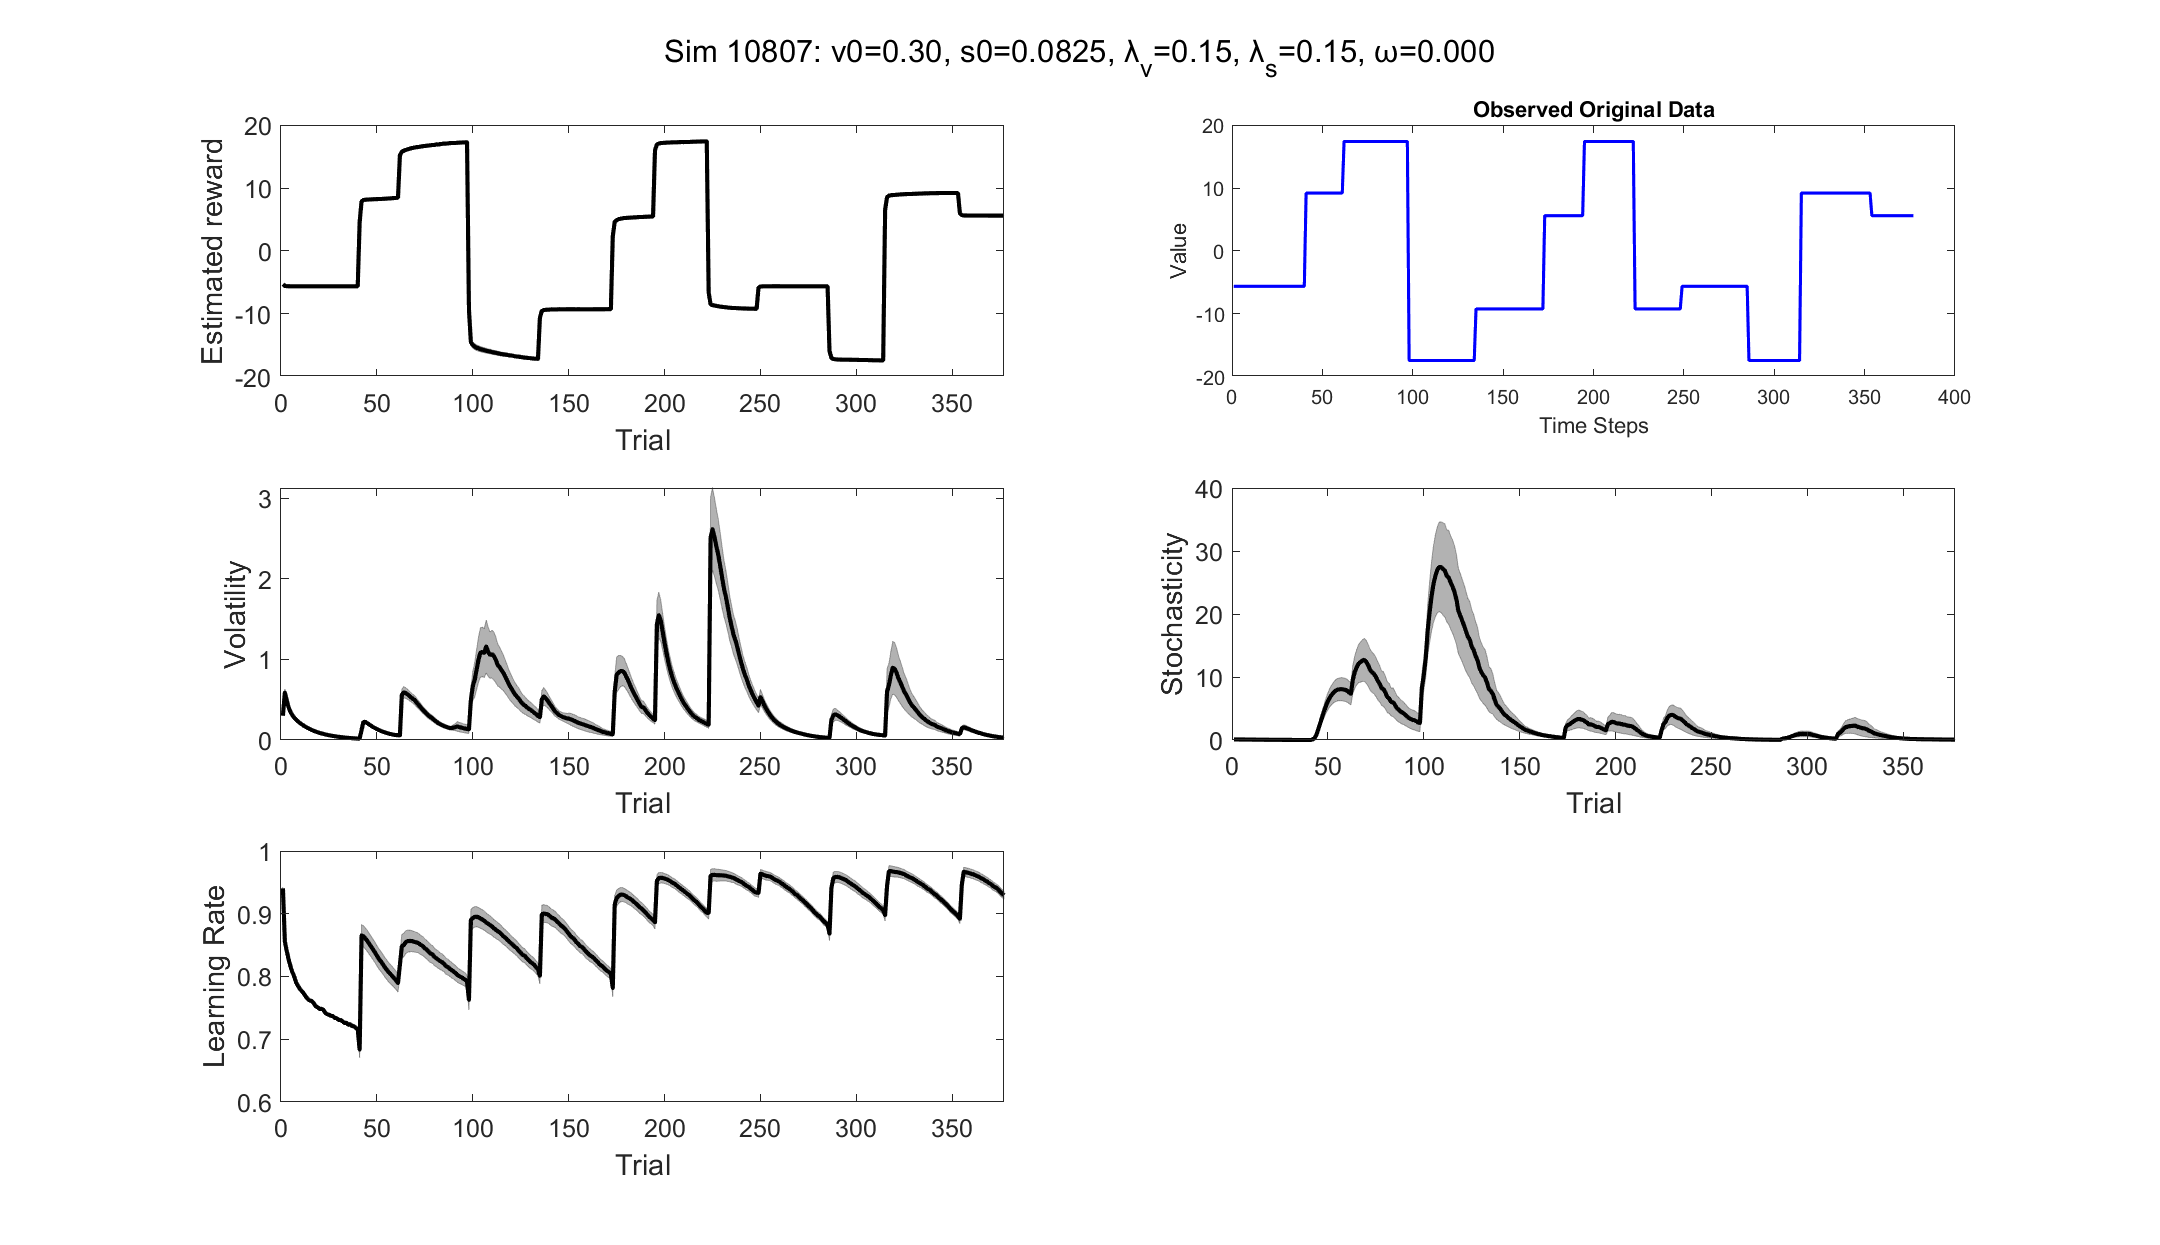 Sim 10807: v0=0.30, s0=0.0825, λv=0.15, λs=0.15, ω=0.000
Estimated reward
20
10
0
-10
-20
0 50 100 150 200 250 300 350
Trial
Observed Original Data
Value
20
10
0
-10
-20
0 50 100 150 200 250 300 350 400
Time Steps
Volatility
3
2
1
0
0 50 100 150 200 250 300 350
Trial
Stochasticity
40
30
20
10
0
0 50 100 150 200 250 300 350
Trial
Learning Rate
1
0.9
0.8
0.7
0.6
0 50 100 150 200 250 300 350
Trial